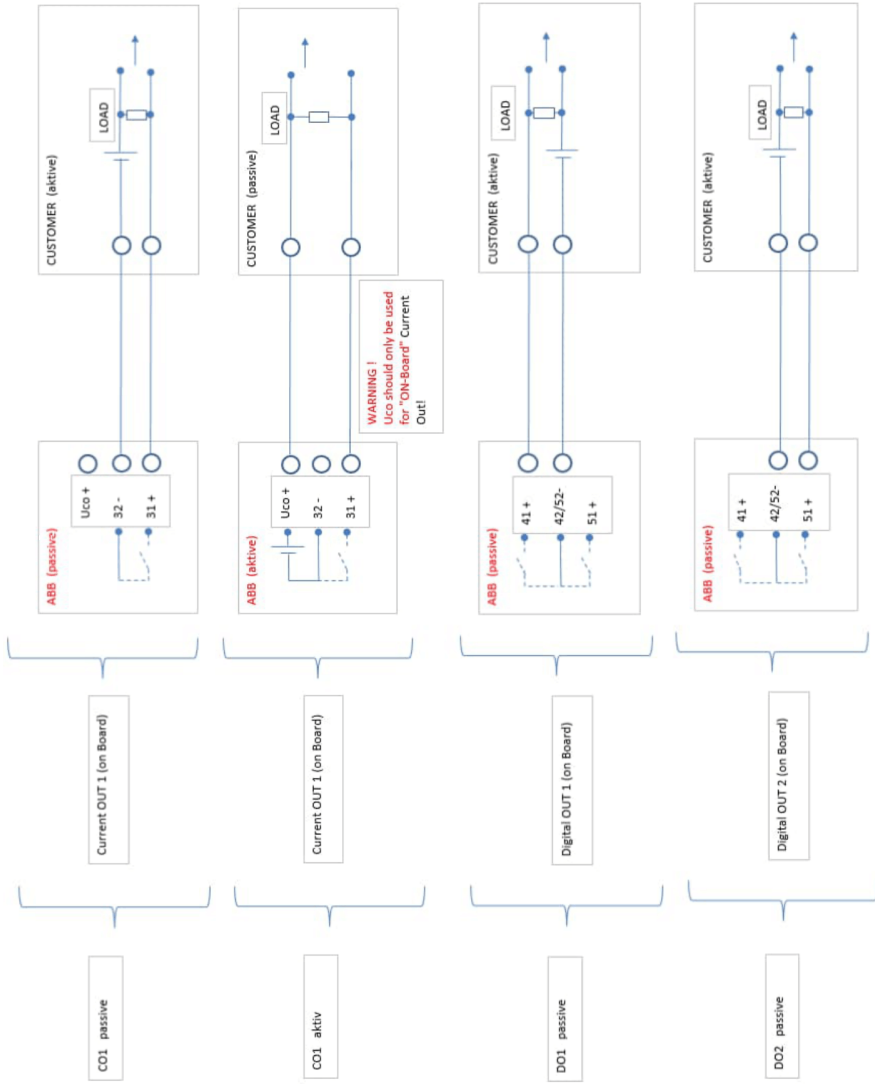 CO1 passive
Current OUT 1 (on Board)
ABB (passive)
Uco +
32 -
31 +
CUSTOMER (aktive)
LOAD
CO1 aktiv
Current OUT 1 (on Board)
ABB (aktive)
Uco +
32 -
31 +
WARNING !
Uco should only be used
for "ON-Board" Current
Out!
CUSTOMER (passive)
LOAD
DO1 passive
Digital OUT 1 (on Board)
ABB (passive)
41 +
42/52-
51 +
CUSTOMER (aktive)
LOAD
DO2 passive
Digital OUT 2 (on Board)
ABB (passive)
41 +
42/52-
51 +
CUSTOMER (aktive)
LOAD